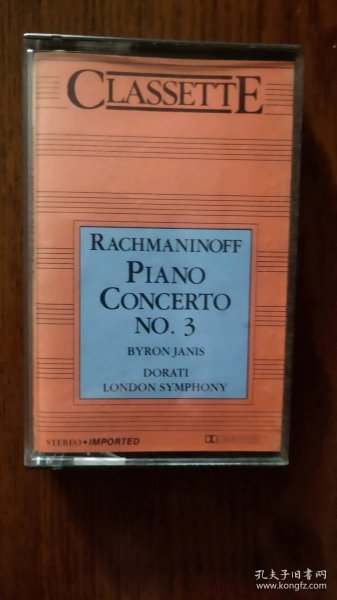 CLASSETTE
RACHMANINOFF
PIANO
CONCERTO
NO. 3
BYRON JANIS
DORATI
LONDON SYMPHONY
STEREO • IMPORTED
孔夫子旧书网
www.kongfz.com